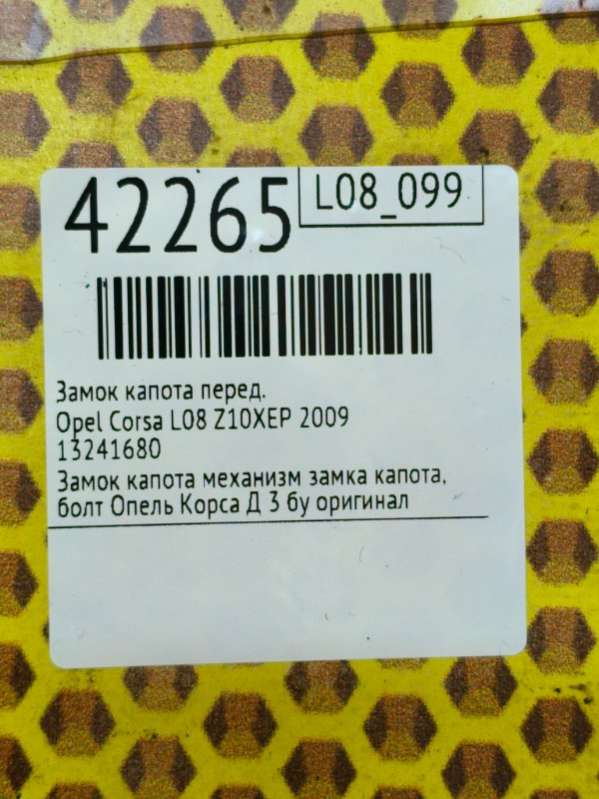 42265
L08_099
Замок капота перед.
Opel Corsa L08 Z10XEP 2009
13241680
Замок капота механизм замка капота,
болт Опель Корса Д 3 бу оригинал